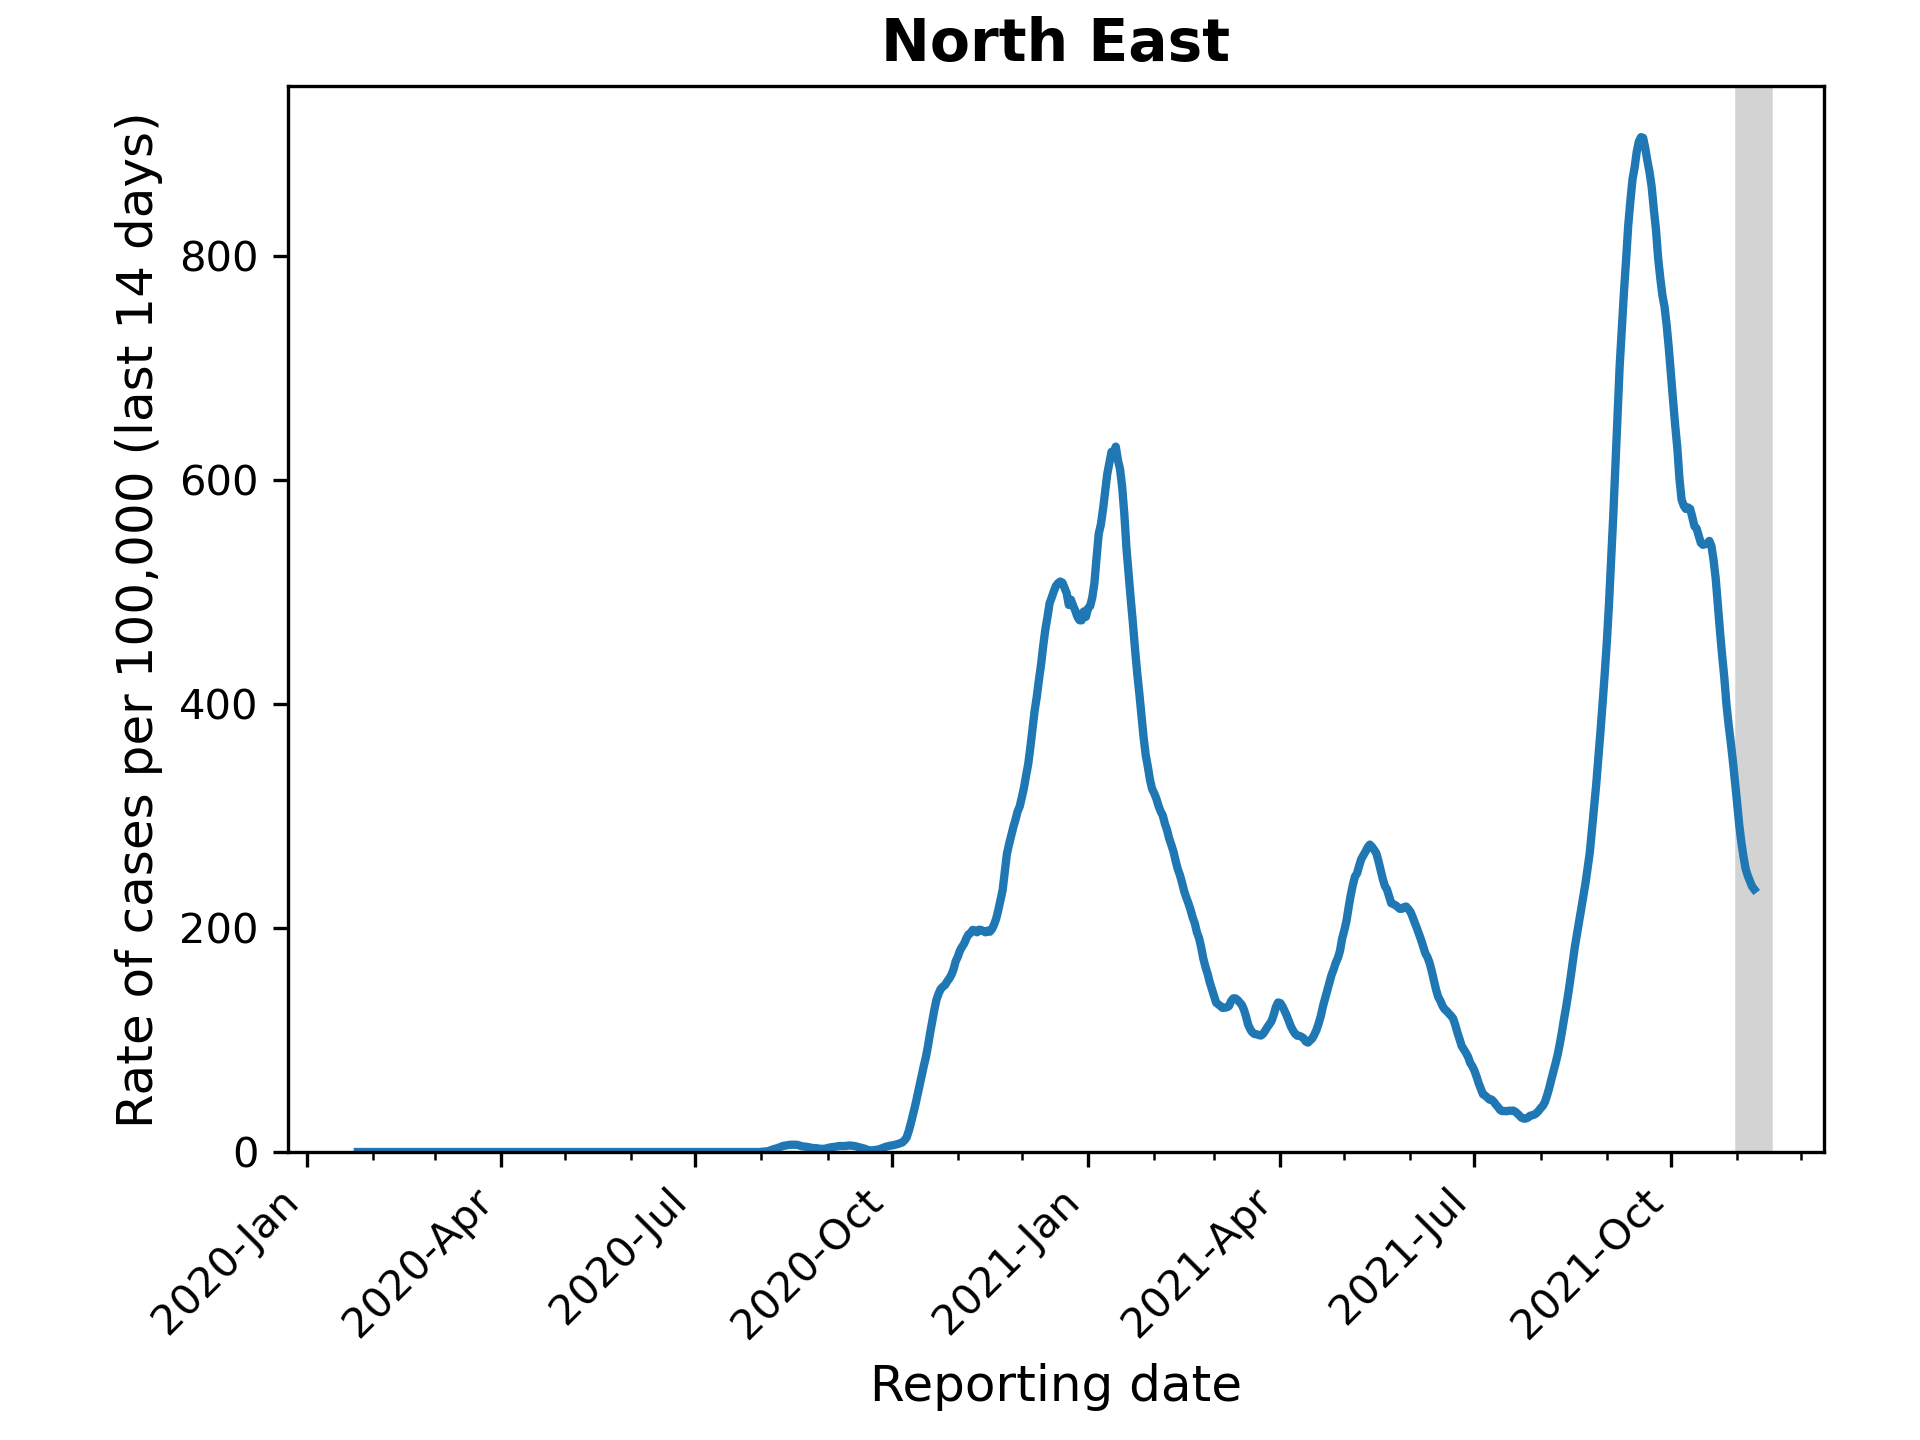 North East
Rate of cases per 100,000 (last 14 days)
800
600
400
200
0
2020-Jan
2020-Apr
2020-Jul
2020-Oct
2021-Jan
2021-Apr
2021-Jul
2021-Oct
Reporting date